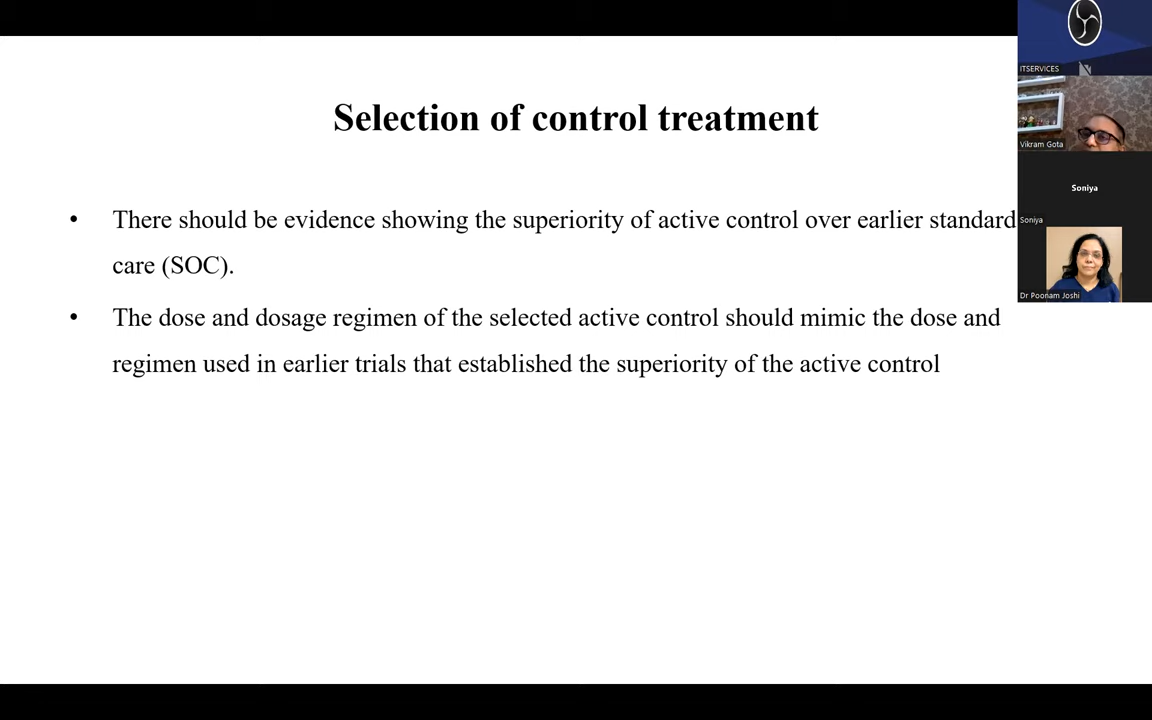 Selection of control treatment
• There should be evidence showing the superiority of active control over earlier standard
care (SOC).
• The dose and dosage regimen of the selected active control should mimic the dose and
regimen used in earlier trials that established the superiority of the active control
ITSERVICES
Vikram Gota
Soniya
Soniya
Dr Poonam Joshi